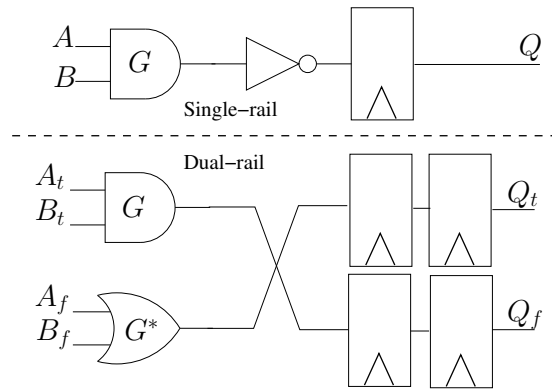 A
B
G
Q
Single–rail
Dual–rail
A_t
B_t
G
Q_t
A_f
B_f
G*
Q_f